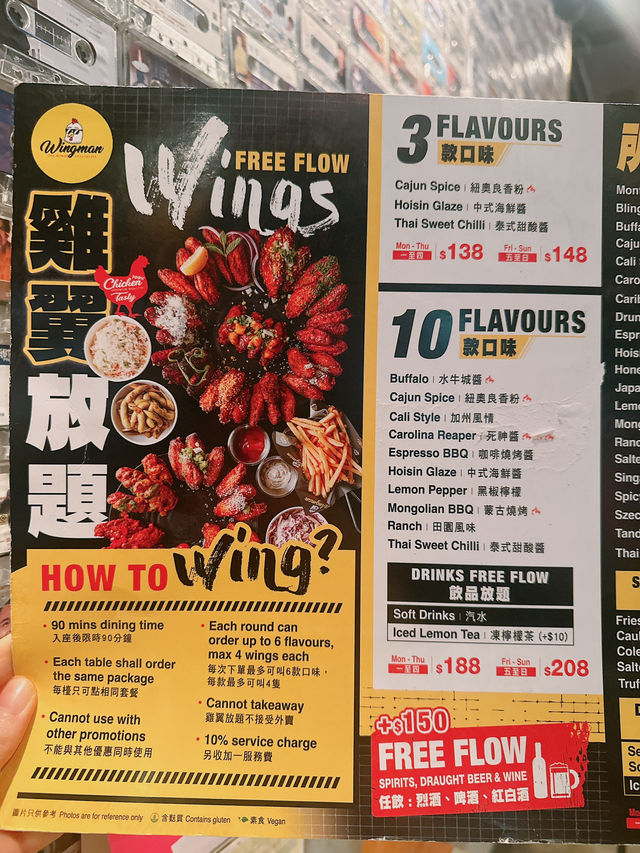 Wingman
Wings
FREE FLOW
雞翼放題
Chicken
Tasty
HOW TO Wing?
• 90 mins dining time
入座後限時90分鐘
• Each table shall order
the same package
每檯只可點相同套餐
• Cannot use with
other promotions
不能與其他優惠同時使用
• Each round can
order up to 6 flavours,
max 4 wings each
每次下單最多可叫6款口味，
每款最多可叫4隻
• Cannot takeaway
雞翼放題不接受外賣
• 10% service charge
另收加一服務費
圖片只供參考 Photos are for reference only
含麩質 Contains gluten
素食 Vegan
3 FLAVOURS
款口味
Cajun Spice | 紐奧良香粉
Hoisin Glaze | 中式海鮮醬
Thai Sweet Chilli | 泰式甜酸醬
Mon - Thu
一至四
$138
Fri - Sun
五至日
$148
10 FLAVOURS
款口味
Buffalo | 水牛城醬
Cajun Spice | 紐奧良香粉
Cali Style | 加州風情
Carolina Reaper | 死神醬
Espresso BBQ | 咖啡燒烤醬
Hoisin Glaze | 中式海鮮醬
Lemon Pepper | 黑椒檸檬
Mongolian BBQ | 蒙古燒烤
Ranch | 田園風味
Thai Sweet Chilli | 泰式甜酸醬
DRINKS FREE FLOW
飲品放題
Soft Drinks | 汽水
Iced Lemon Tea | 凍檸檬茶 (+$10)
Mon - Thu
一至四
$188
Fri - Sun
五至日
$208
+$150
FREE FLOW
SPIRITS, DRAUGHT BEER & WINE
任飲：烈酒、啤酒、紅白酒